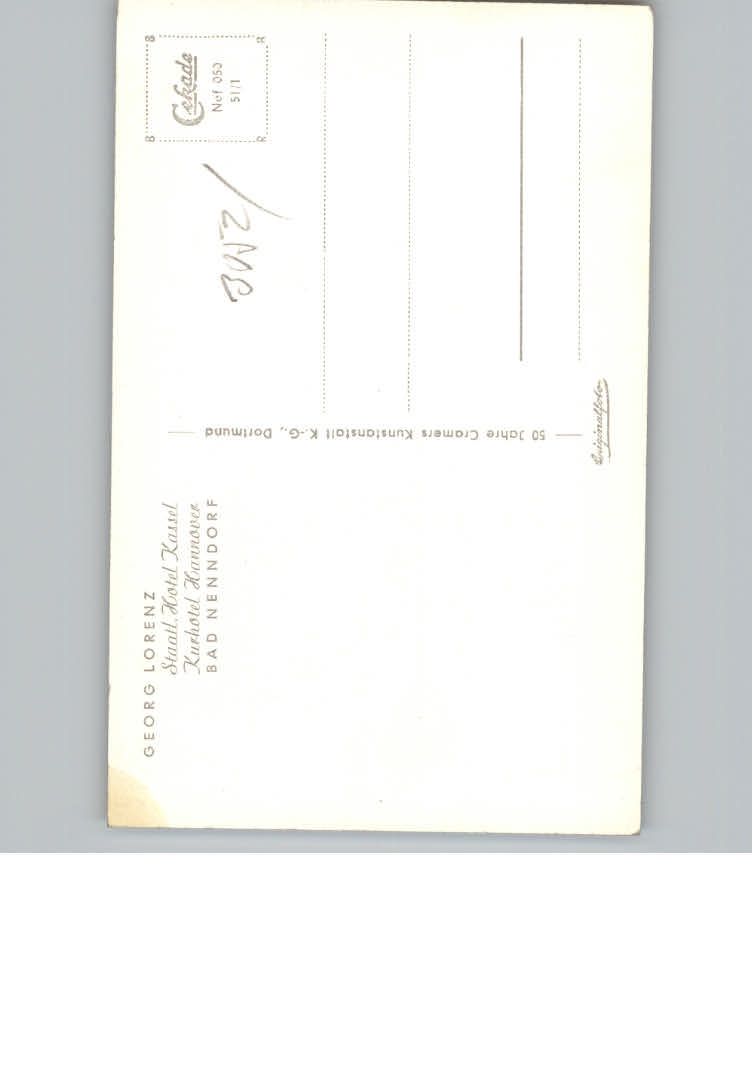 GEORG LORENZ
Staatl. Hotel Kassel
Kurhotel Hannover
BAD NENNDORF
50 Jahre Cramers Kunstanstalt K.-G., Dortmund
Cekade
Nef 050
51/1
B
B
R
R
Originalfoto